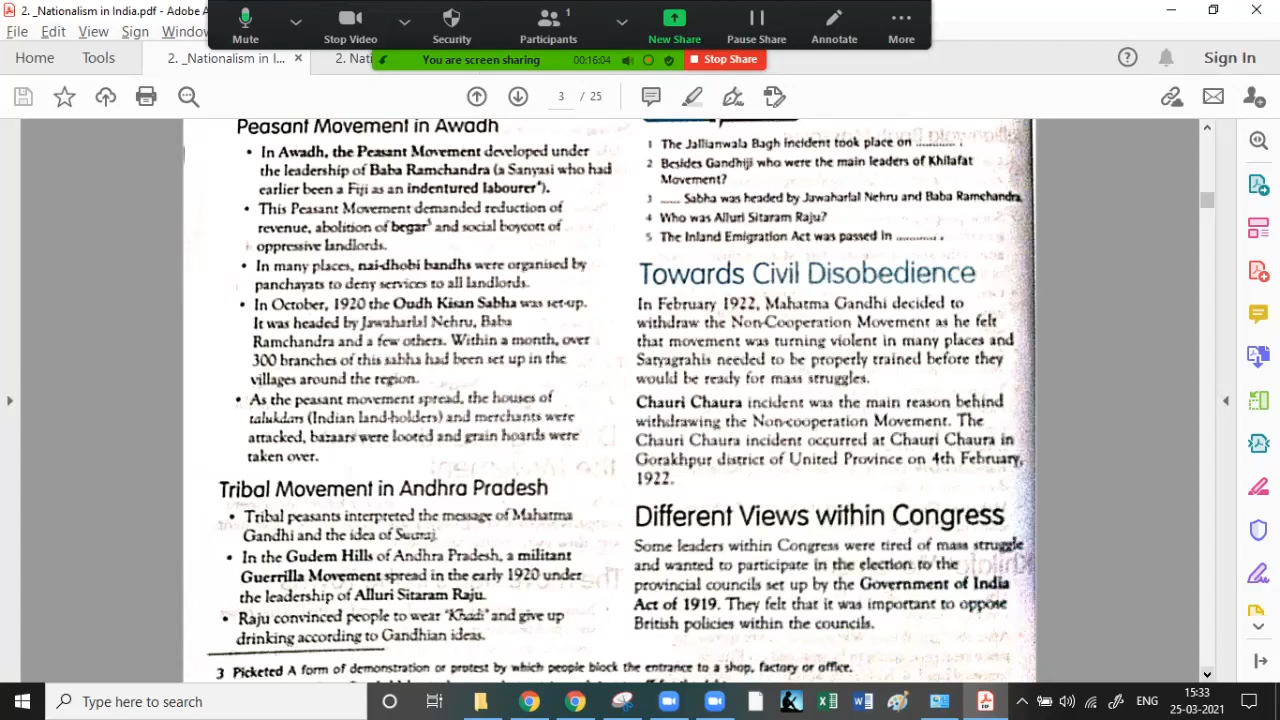 2. _Nationalism in India.pdf - Adobe A
File Edit View Sign Window
Mute Stop Video Security Participants 1 New Share Pause Share Annotate More
You are screen sharing 00:16:04 Stop Share
Home Tools 2. _Nationalism in I... × 2. Nati Sign In
3 / 25
Peasant Movement in Awadh
• In Awadh, the Peasant Movement developed under
the leadership of Baba Ramchandra (a Sanyasi who had
earlier been a Fiji as an indentured labourer⁴).
• This Peasant Movement demanded reduction of
revenue, abolition of begar⁵ and social boycott of
oppressive landlords.
• In many places, nai-dhobi bandhs were organised by
panchayats to deny services to all landlords.
• In October, 1920 the Oudh Kisan Sabha was set-up.
It was headed by Jawaharlal Nehru, Baba
Ramchandra and a few others. Within a month, over
300 branches of this sabha had been set up in the
villages around the region.
• As the peasant movement spread, the houses of
talukdars (Indian land-holders) and merchants were
attacked, bazaars were looted and grain hoards were
taken over.
Tribal Movement in Andhra Pradesh
• Tribal peasants interpreted the message of Mahatma
Gandhi and the idea of Swaraj.
• In the Gudem Hills of Andhra Pradesh, a militant
Guerrilla Movement spread in the early 1920 under
the leadership of Alluri Sitaram Raju.
• Raju convinced people to wear 'Khadi' and give up
drinking according to Gandhian ideas.
1 The Jallianwala Bagh incident took place on .......... .
2 Besides Gandhiji who were the main leaders of Khilafat
Movement?
3 ..... Sabha was headed by Jawaharlal Nehru and Baba Ramchandra.
4 Who was Alluri Sitaram Raju?
5 The Inland Emigration Act was passed in .......... .
Towards Civil Disobedience
In February 1922, Mahatma Gandhi decided to
withdraw the Non-Cooperation Movement as he felt
that movement was turning violent in many places and
Satyagrahis needed to be properly trained before they
would be ready for mass struggles.
Chauri Chaura incident was the main reason behind
withdrawing the Non-cooperation Movement. The
Chauri Chaura incident occurred at Chauri Chaura in
Gorakhpur district of United Province on 4th February,
1922.
Different Views within Congress
Some leaders within Congress were tired of mass struggle
and wanted to participate in the election to the
provincial councils set up by the Government of India
Act of 1919. They felt that it was important to oppose
British policies within the councils.
3 Picketed A form of demonstration or protest by which people block the entrance to a shop, factory or office.
Type here to search
ENG 15:33
25-03-2021